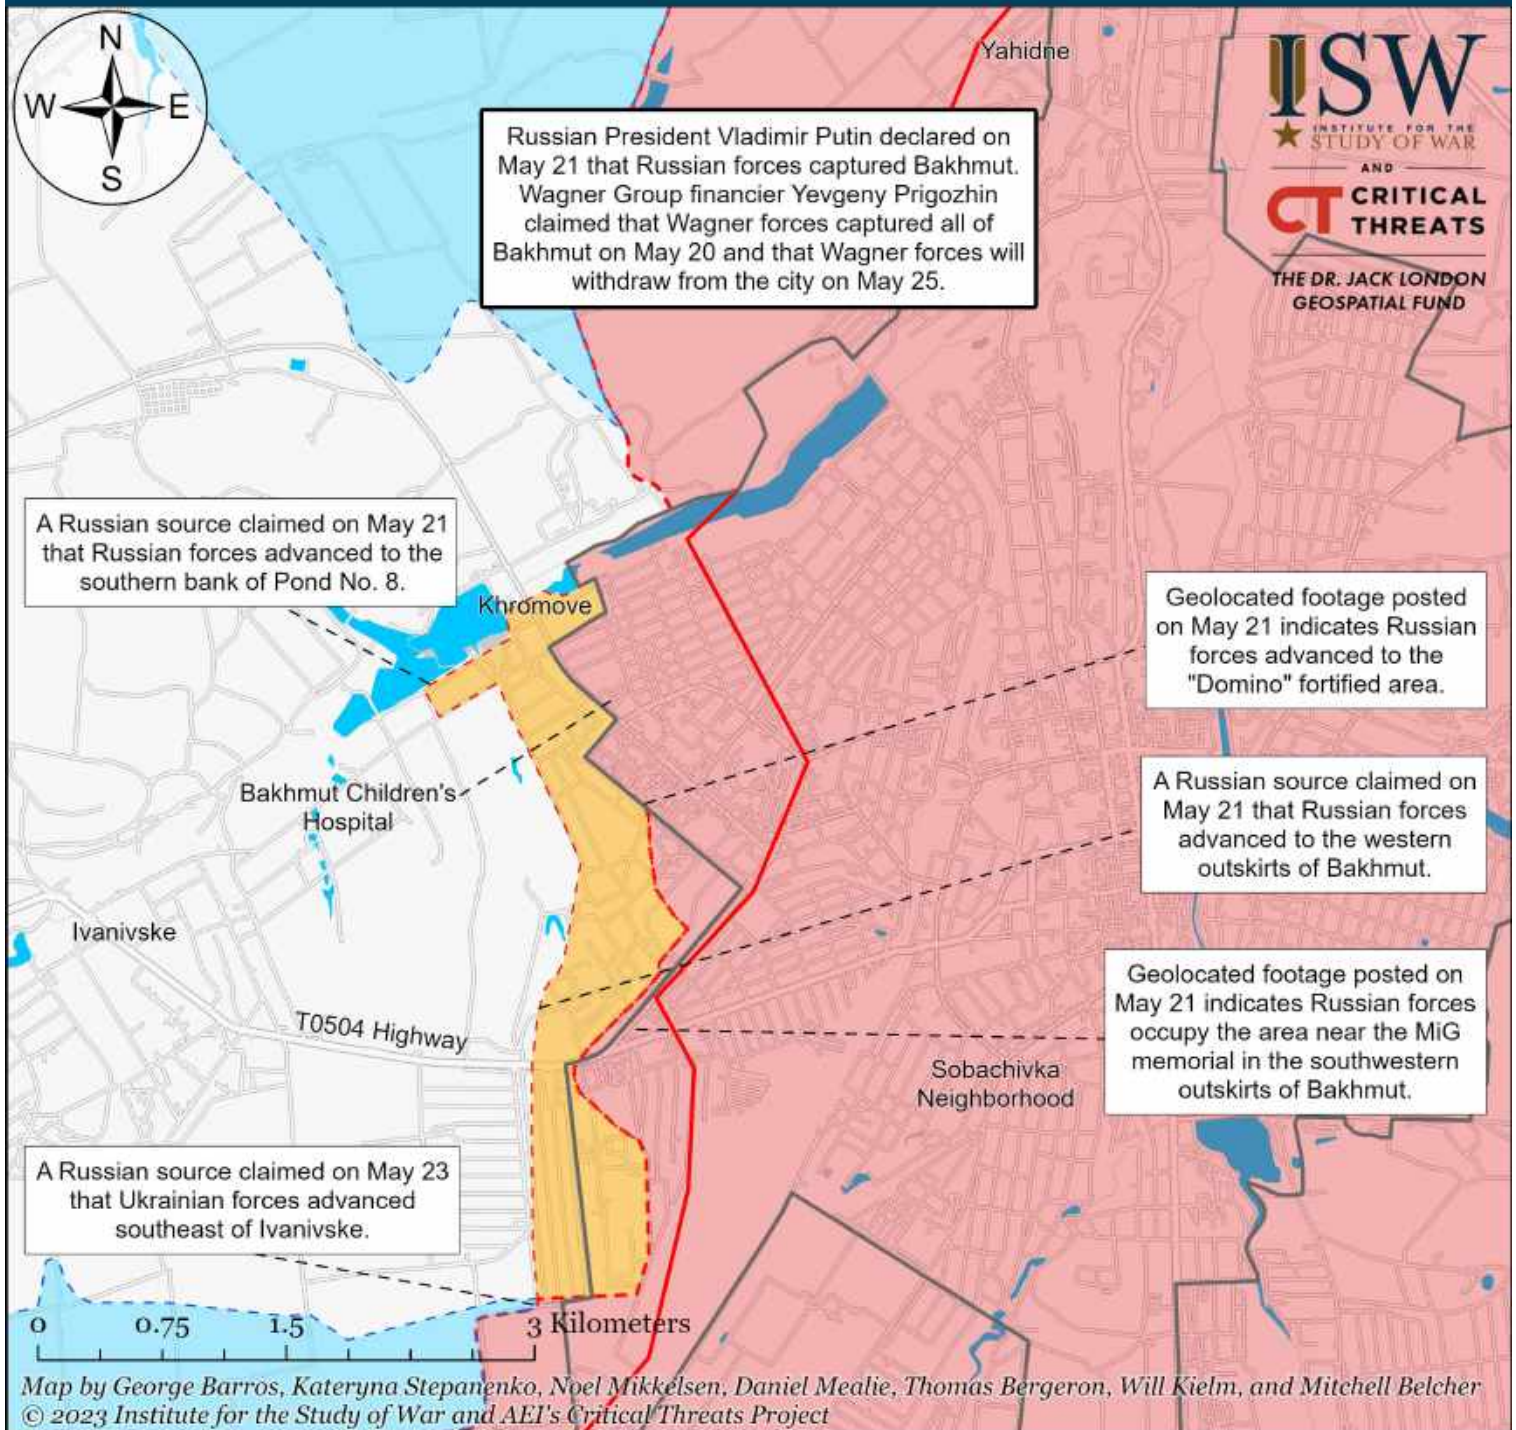 N
W
E
S
Yahidne
ISW
INSTITUTE FOR THE
STUDY OF WAR
AND
CT CRITICAL
THREATS
THE DR. JACK LONDON
GEOSPATIAL FUND
Russian President Vladimir Putin declared on
May 21 that Russian forces captured Bakhmut.
Wagner Group financier Yevgeny Prigozhin
claimed that Wagner forces captured all of
Bakhmut on May 20 and that Wagner forces will
withdraw from the city on May 25.
A Russian source claimed on May 21
that Russian forces advanced to the
southern bank of Pond No. 8.
Khromove
Geolocated footage posted
on May 21 indicates Russian
forces advanced to the
"Domino" fortified area.
Bakhmut Children's
Hospital
A Russian source claimed on
May 21 that Russian forces
advanced to the western
outskirts of Bakhmut.
Ivanivske
T0504 Highway
Geolocated footage posted on
May 21 indicates Russian forces
occupy the area near the MiG
memorial in the southwestern
outskirts of Bakhmut.
Sobachivka
Neighborhood
A Russian source claimed on May 23
that Ukrainian forces advanced
southeast of Ivanivske.
0 0.75 1.5 3 Kilometers
Map by George Barros, Kateryna Stepanenko, Noel Mikkelsen, Daniel Mealie, Thomas Bergeron, Will Kielm, and Mitchell Belcher
© 2023 Institute for the Study of War and AEI's Critical Threats Project